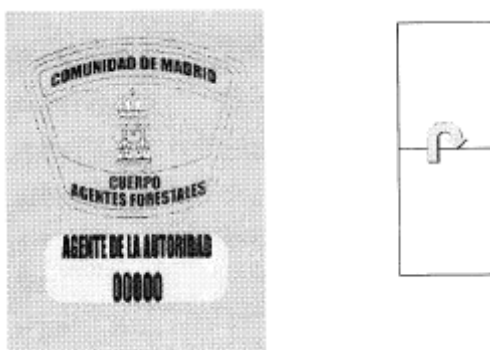 COMUNIDAD DE MADRID
CUERPO
AGENTES FORESTALES
AGENTE DE LA AUTORIDAD
00000